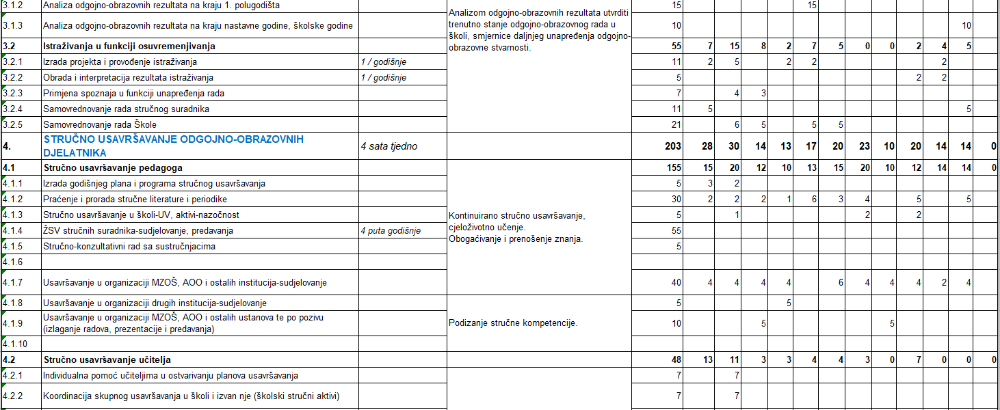 3.1.2 Analiza odgojno-obrazovnih rezultata na kraju 1. polugodišta 15 15
Analizom odgojno-obrazovnih rezultata utvrditi
trenutno stanje odgojno-obrazovnog rada u
školi, smjernice daljnjeg unapređenja odgojno-
obrazovne stvarnosti.
3.1.3 Analiza odgojno-obrazovnih rezultata na kraju nastavne godine, školske godine 10 10
3.2 Istraživanja u funkciji osuvremenjivanja 55 7 15 8 2 7 5 0 0 2 4 5
3.2.1 Izrada projekta i provođenje istraživanja 1 / godišnje 11 2 5 2 2 2
3.2.2 Obrada i interpretacija rezultata istraživanja 1 / godišnje 5 2 2
3.2.3 Primjena spoznaja u funkciji unapređenja rada 7 4 3
3.2.4 Samovrednovanje rada stručnog suradnika 11 5 5
3.2.5 Samovrednovanje rada Škole 21 6 5 5 5
4. STRUČNO USAVRŠAVANJE ODGOJNO-OBRAZOVNIH
DJELATNIKA 4 sata tjedno 203 28 30 14 13 17 20 23 10 20 14 14 0
4.1 Stručno usavršavanje pedagoga 155 15 20 12 10 13 15 20 10 12 14 14 0
4.1.1 Izrada godišnjeg plana i programa stručnog usavršavanja 5 3 2
4.1.2 Praćenje i prorada stručne literature i periodike 30 2 2 2 1 6 3 4 5 5
4.1.3 Stručno usavršavanje u školi-UV, aktivi-nazočnost 5 1 2 2
Kontinuirano stručno usavršavanje,
cjeloživotno učenje.
Obogaćivanje i prenošenje znanja.
4.1.4 ŽSV stručnih suradnika-sudjelovanje, predavanja 4 puta godišnje 55
4.1.5 Stručno-konzultativni rad sa sustručnjacima 5
4.1.6
4.1.7 Usavršavanje u organizaciji MZOŠ, AOO i ostalih institucija-sudjelovanje 40 4 4 4 4 6 4 4 4 2 4
4.1.8 Usavršavanje u organizaciji drugih institucija-sudjelovanje 5 5
4.1.9 Usavršavanje u organizaciji MZOŠ, AOO i ostalih ustanova te po pozivu
(izlaganje radova, prezentacije i predavanja) Podizanje stručne kompetencije. 10 5 5
4.1.10
4.2 Stručno usavršavanje učitelja 48 13 11 3 3 4 4 3 0 7 0 0 0
4.2.1 Individualna pomoć učiteljima u ostvarivanju planova usavršavanja 7 7
4.2.2 Koordinacija skupnog usavršavanja u školi i izvan nje (školski stručni aktivi) 7 7